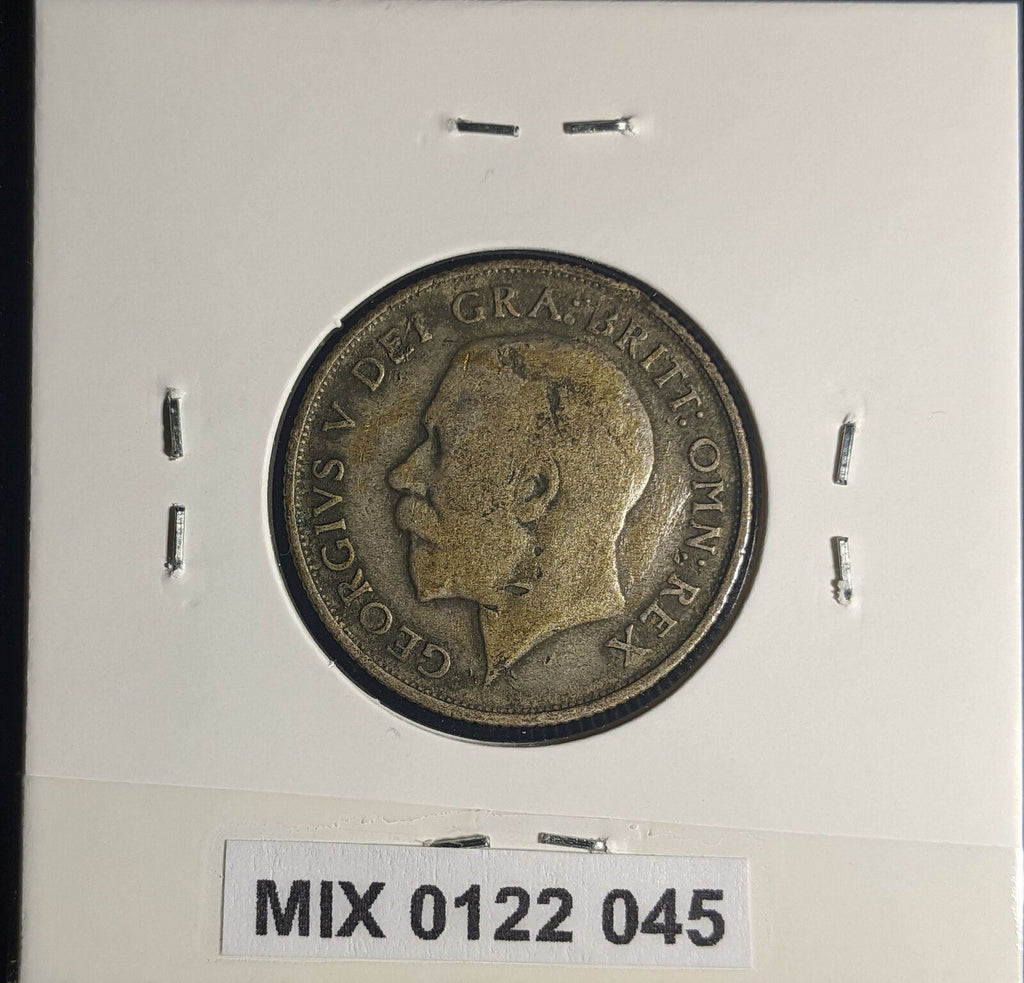 GEORGIVS V DEI GRA: BRITT: OMN: REX
MIX 0122 045